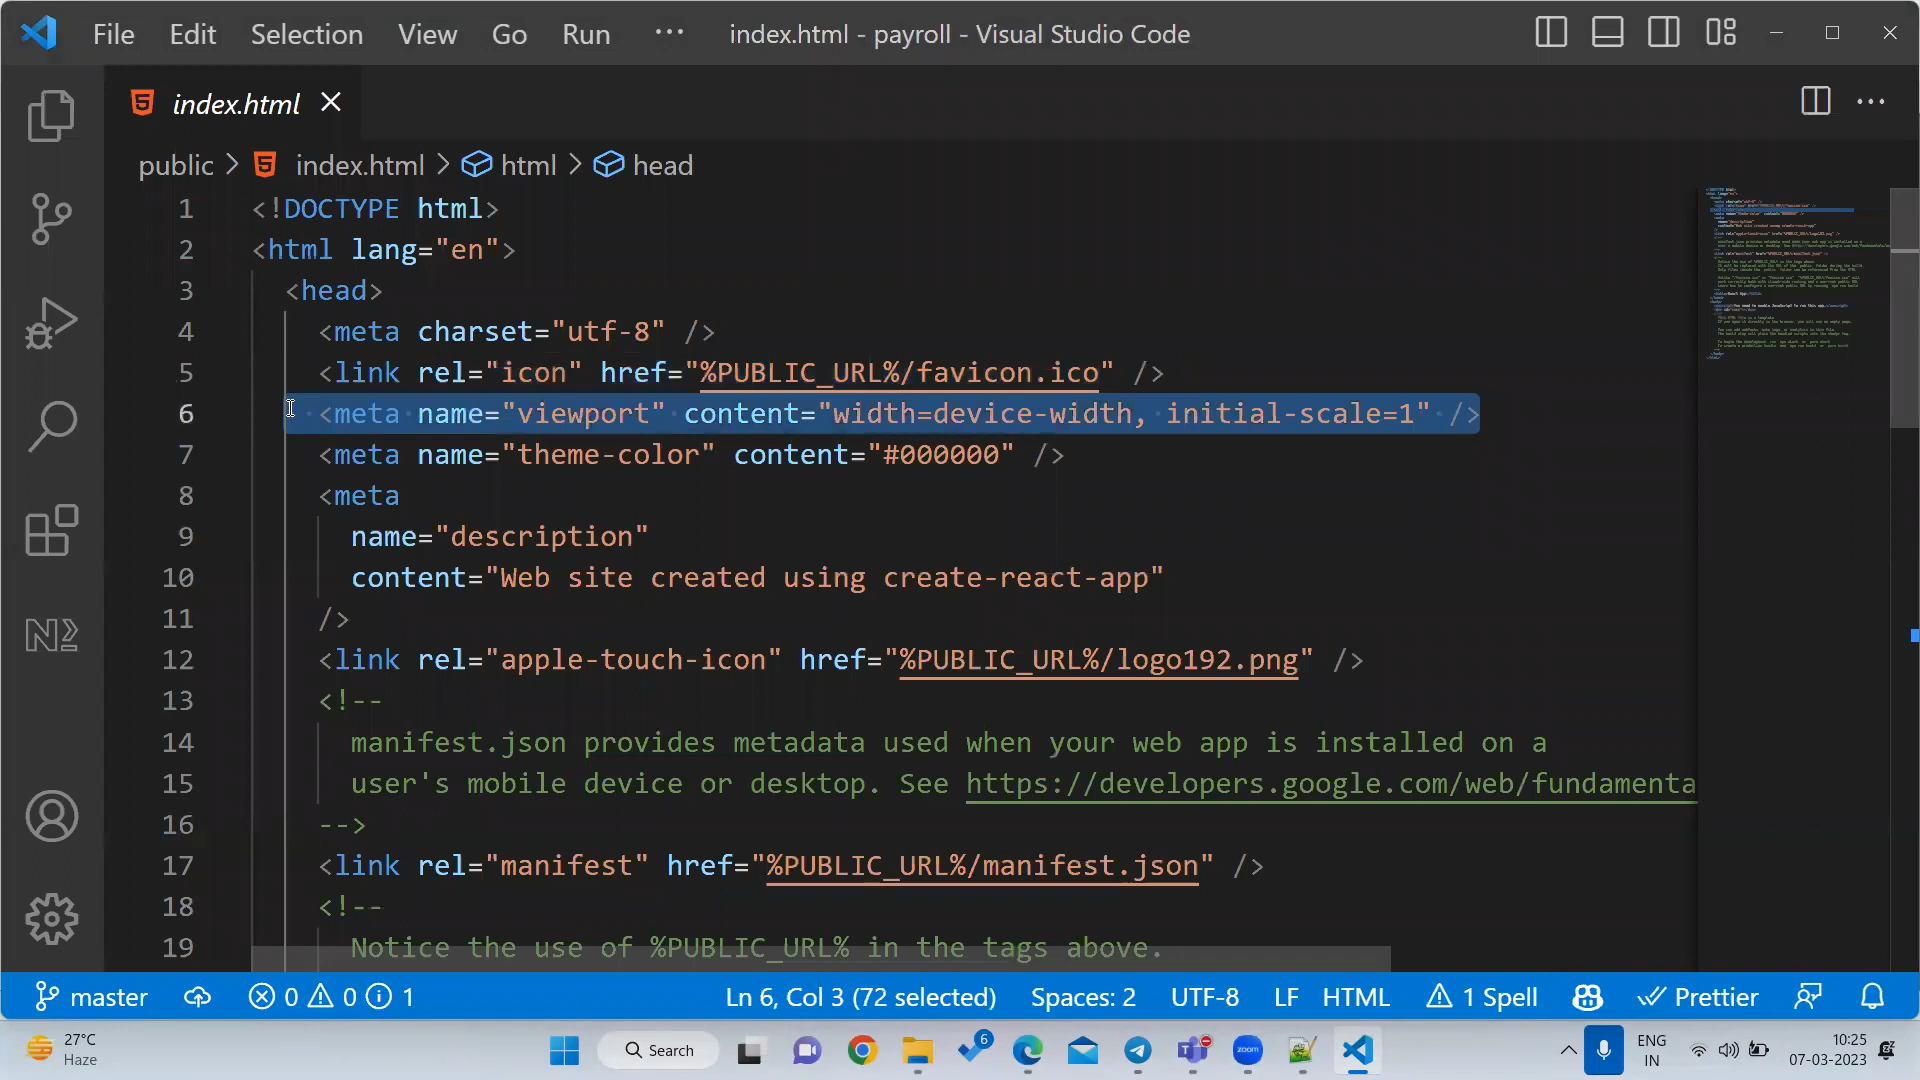 File Edit Selection View Go Run ··· index.html - payroll - Visual Studio Code
index.html
public > index.html > html > head
1 <!DOCTYPE html>
2 <html lang="en">
3 <head>
4 <meta charset="utf-8" />
5 <link rel="icon" href="%PUBLIC_URL%/favicon.ico" />
6 <meta name="viewport" content="width=device-width, initial-scale=1" />
7 <meta name="theme-color" content="#000000" />
8 <meta
9 name="description"
10 content="Web site created using create-react-app"
11 />
12 <link rel="apple-touch-icon" href="%PUBLIC_URL%/logo192.png" />
13 <!--
14 manifest.json provides metadata used when your web app is installed on a
15 user's mobile device or desktop. See https://developers.google.com/web/fundamenta
16 -->
17 <link rel="manifest" href="%PUBLIC_URL%/manifest.json" />
18 <!--
19 Notice the use of %PUBLIC_URL% in the tags above.
master 0 0 1 Ln 6, Col 3 (72 selected) Spaces: 2 UTF-8 LF HTML 1 Spell Prettier
27°C
Haze
Search
6
zoom
ENG
IN
10:25
07-03-2023